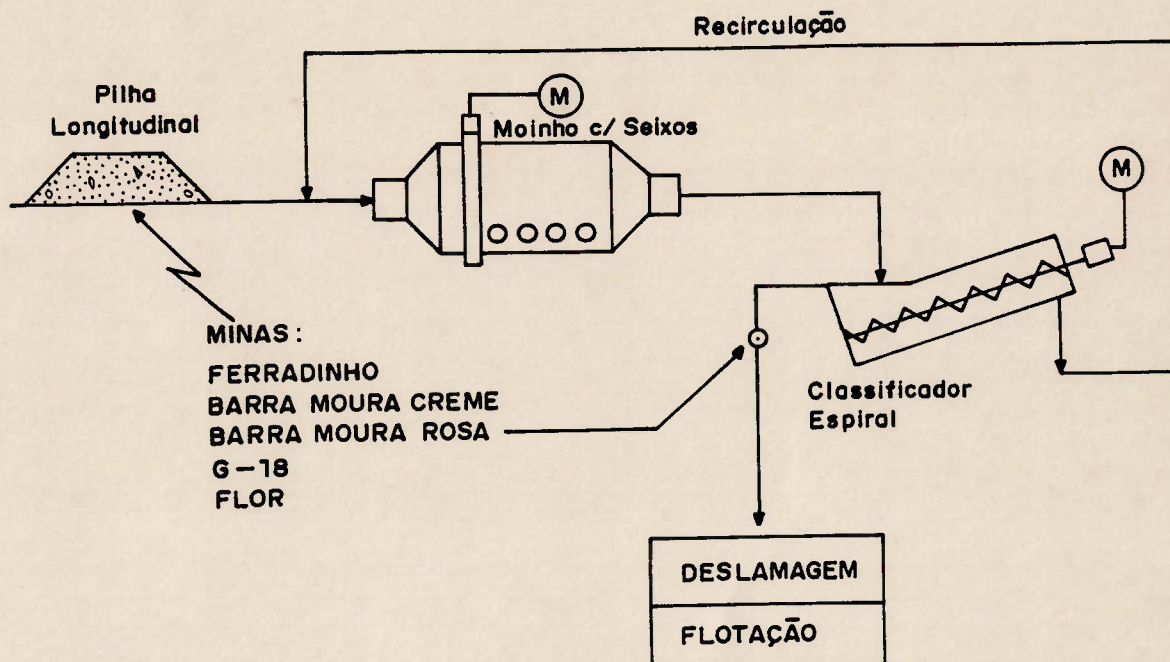 Recirculação
Pilha
Longitudinal
M
Moinho c/ Seixos
M
MINAS:
FERRADINHO
BARRA MOURA CREME
BARRA MOURA ROSA
G-18
FLOR
Classificador
Espiral
DESLAMAGEM
FLOTAÇÃO